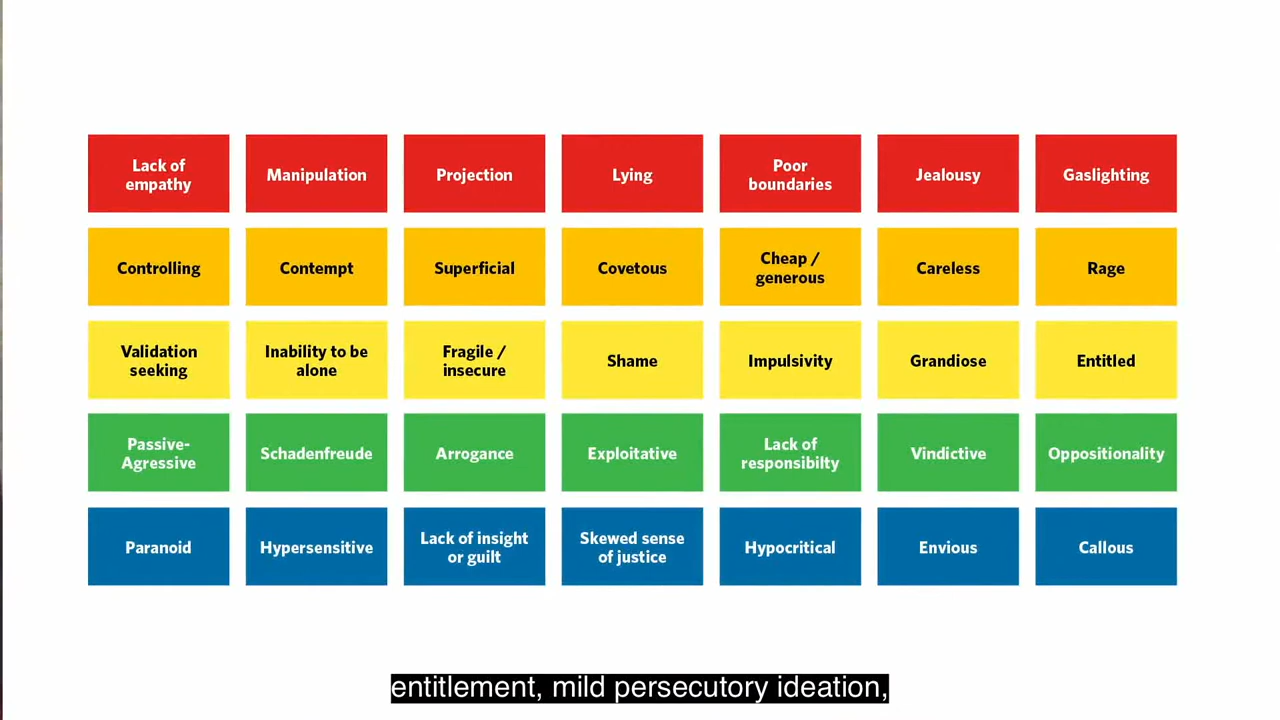 Lack of
empathy
Manipulation
Projection
Lying
Poor
boundaries
Jealousy
Gaslighting
Controlling
Contempt
Superficial
Covetous
Cheap /
generous
Careless
Rage
Validation
seeking
Inability to be
alone
Fragile /
insecure
Shame
Impulsivity
Grandiose
Entitled
Passive-
Agressive
Schadenfreude
Arrogance
Exploitative
Lack of
responsibilty
Vindictive
Oppositionality
Paranoid
Hypersensitive
Lack of insight
or guilt
Skewed sense
of justice
Hypocritical
Envious
Callous
entitlement, mild persecutory ideation,